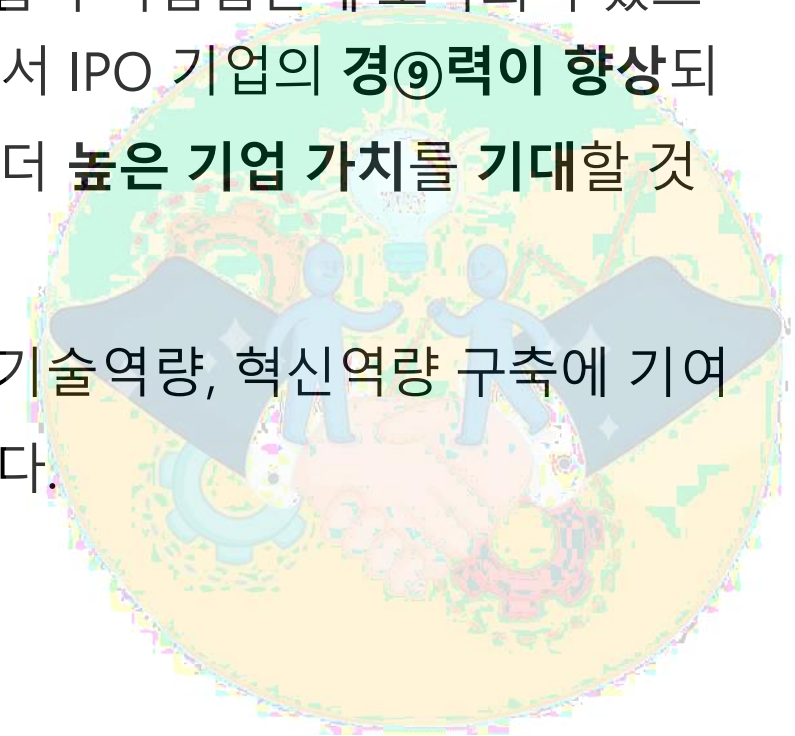 서 IPO 기업의 경⑨력이 향상되
더 높은 기업 가치를 기대할 것
기술역량, 혁신역량 구축에 기여
다.